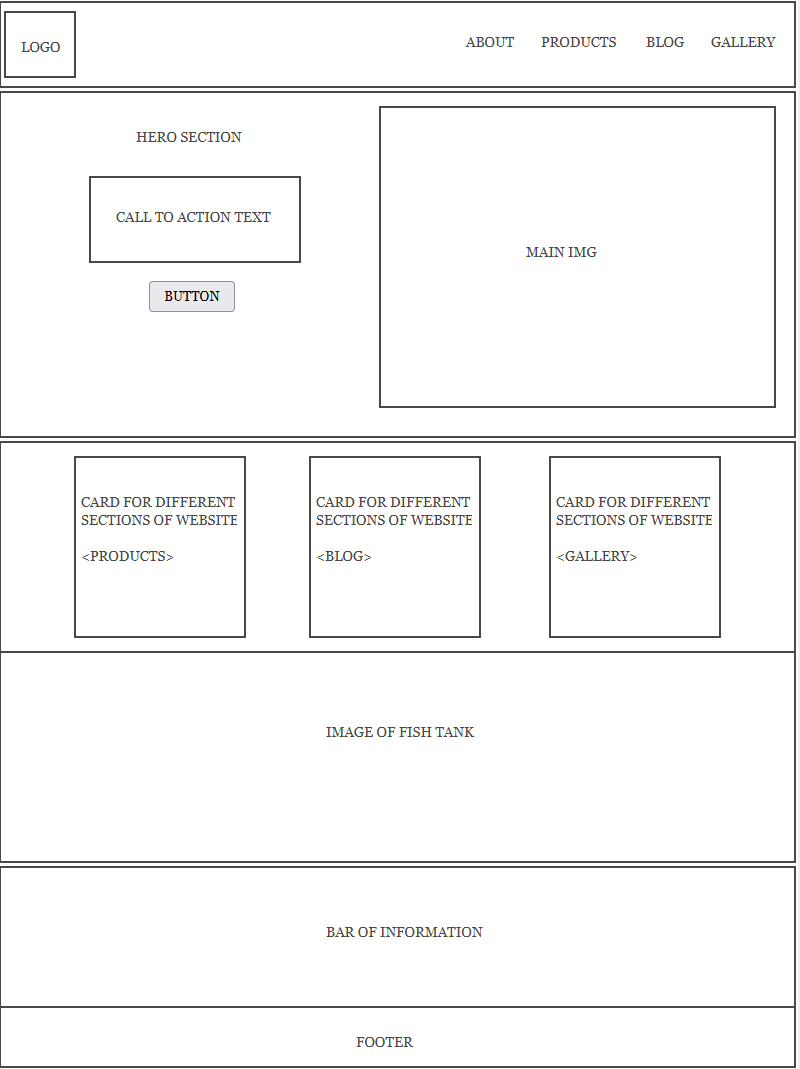 LOGO
ABOUT PRODUCTS BLOG GALLERY
HERO SECTION
CALL TO ACTION TEXT
BUTTON
MAIN IMG
CARD FOR DIFFERENT
SECTIONS OF WEBSITE
<PRODUCTS>
CARD FOR DIFFERENT
SECTIONS OF WEBSITE
<BLOG>
CARD FOR DIFFERENT
SECTIONS OF WEBSITE
<GALLERY>
IMAGE OF FISH TANK
BAR OF INFORMATION
FOOTER